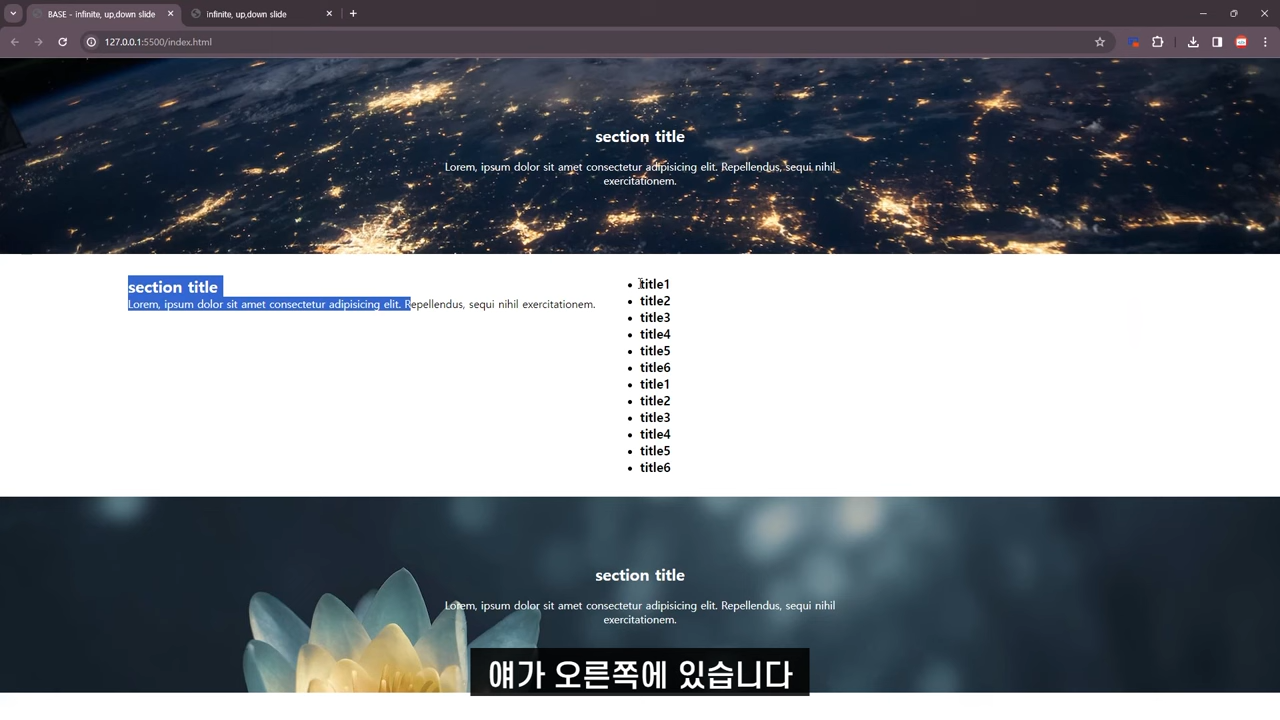 BASE - infinite, up,down slide
infinite, up,down slide
127.0.0.1:5500/index.html
section title
Lorem, ipsum dolor sit amet consectetur adipisicing elit. Repellendus, sequi nihil
exercitationem.
section title
Lorem, ipsum dolor sit amet consectetur adipisicing elit. Repellendus, sequi nihil exercitationem.
title1
title2
title3
title4
title5
title6
title1
title2
title3
title4
title5
title6
section title
Lorem, ipsum dolor sit amet consectetur adipisicing elit. Repellendus, sequi nihil
exercitationem.
얘가 오른쪽에 있습니다